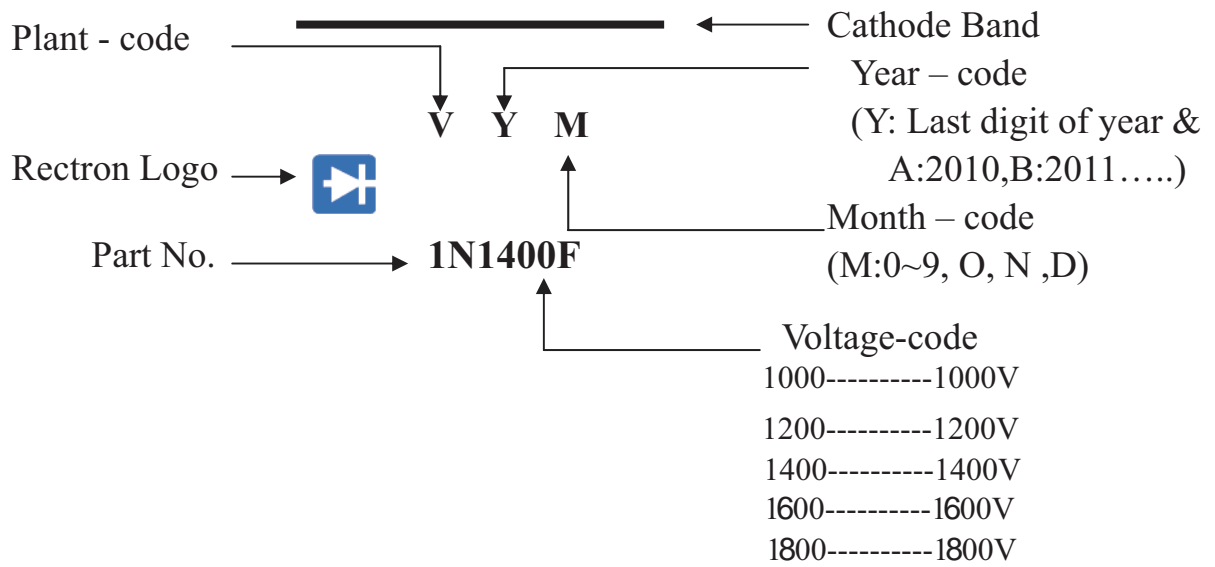 Plant - code
Cathode Band
Year – code
(Y: Last digit of year &
A:2010,B:2011…..)
V Y M
Rectron Logo
Month – code
(M:0~9, O, N ,D)
Part No.
1N1400F
Voltage-code
1000----------1000V
1200----------1200V
1400----------1400V
1600----------1600V
1800----------1800V